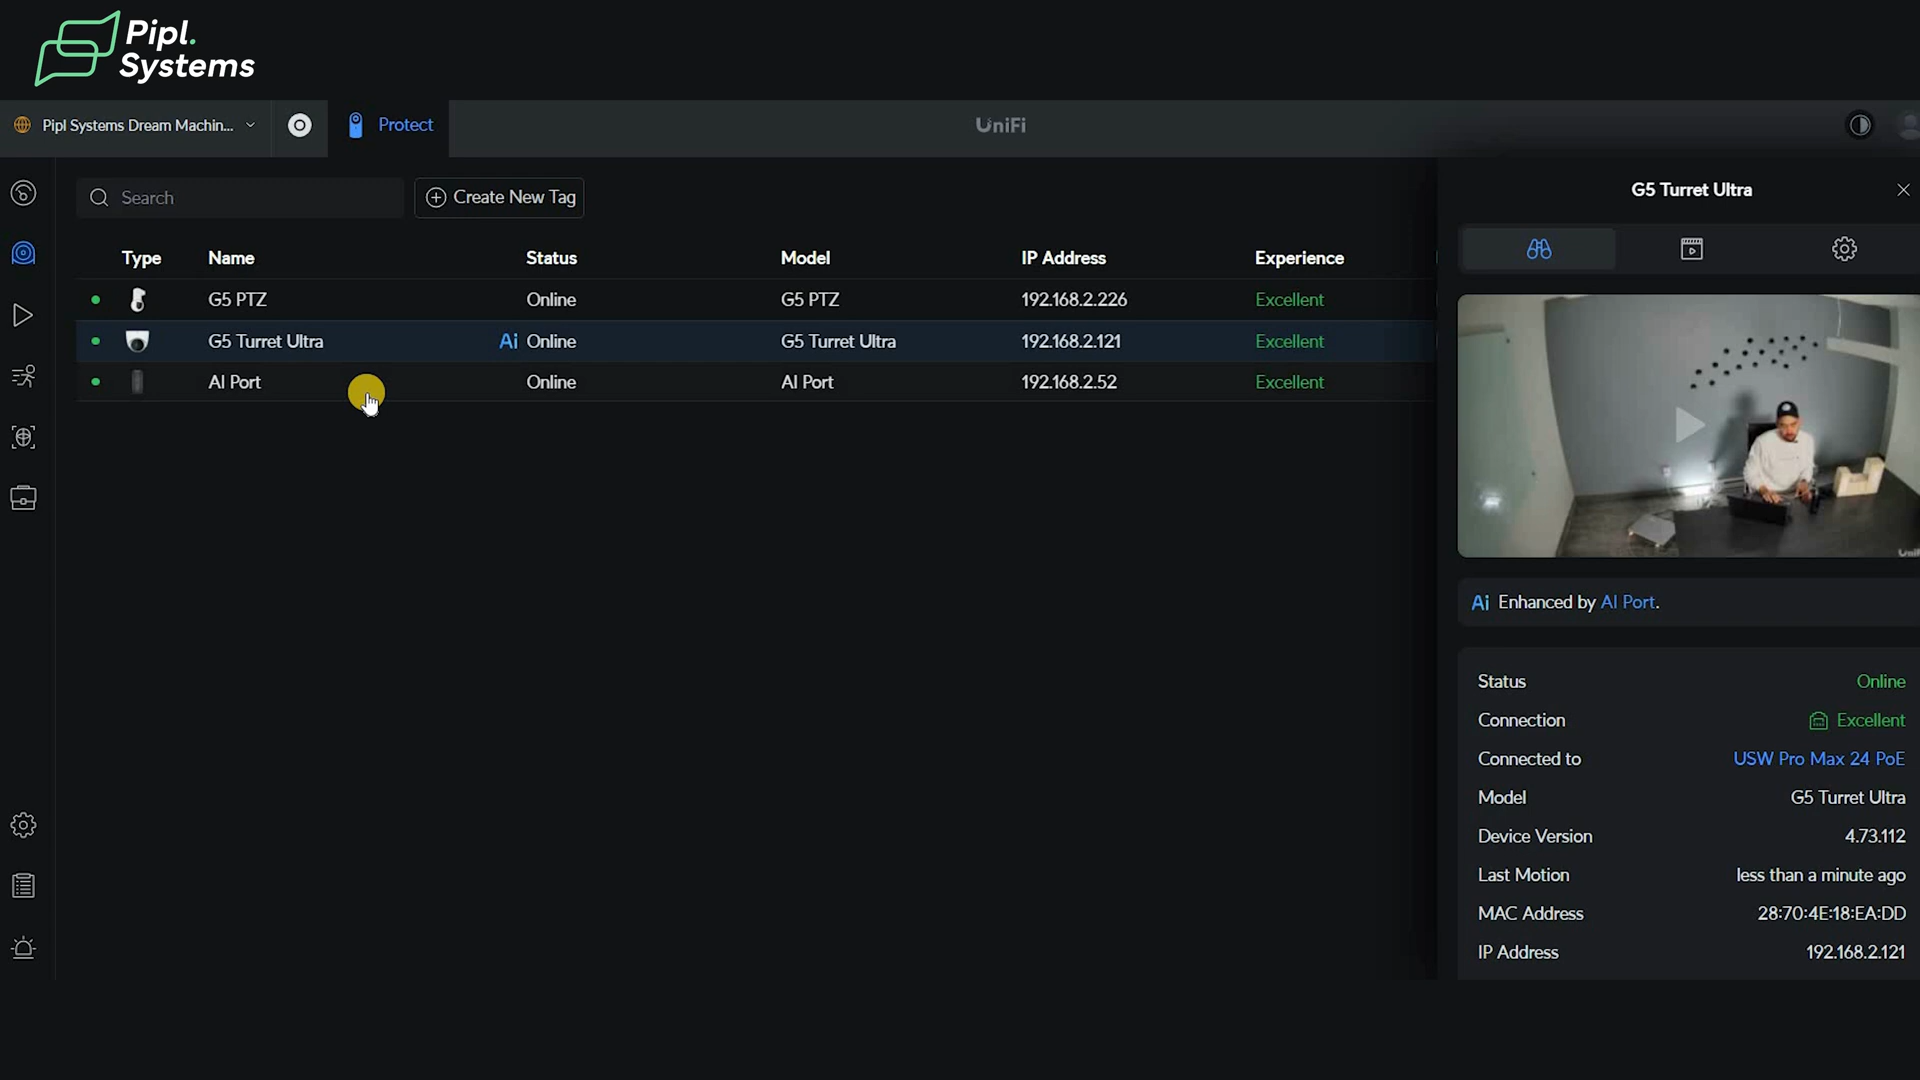 Pipl.
Systems
Pipl Systems Dream Machin...
Protect
UniFi
Search
Create New Tag
G5 Turret Ultra
Type Name Status Model IP Address Experience
G5 PTZ Online G5 PTZ 192.168.2.226 Excellent
G5 Turret Ultra Ai Online G5 Turret Ultra 192.168.2.121 Excellent
AI Port Online AI Port 192.168.2.52 Excellent
Ai Enhanced by AI Port.
Status Online
Connection Excellent
Connected to USW Pro Max 24 PoE
Model G5 Turret Ultra
Device Version 4.73.112
Last Motion less than a minute ago
MAC Address 28:70:4E:18:EA:DD
IP Address 192.168.2.121